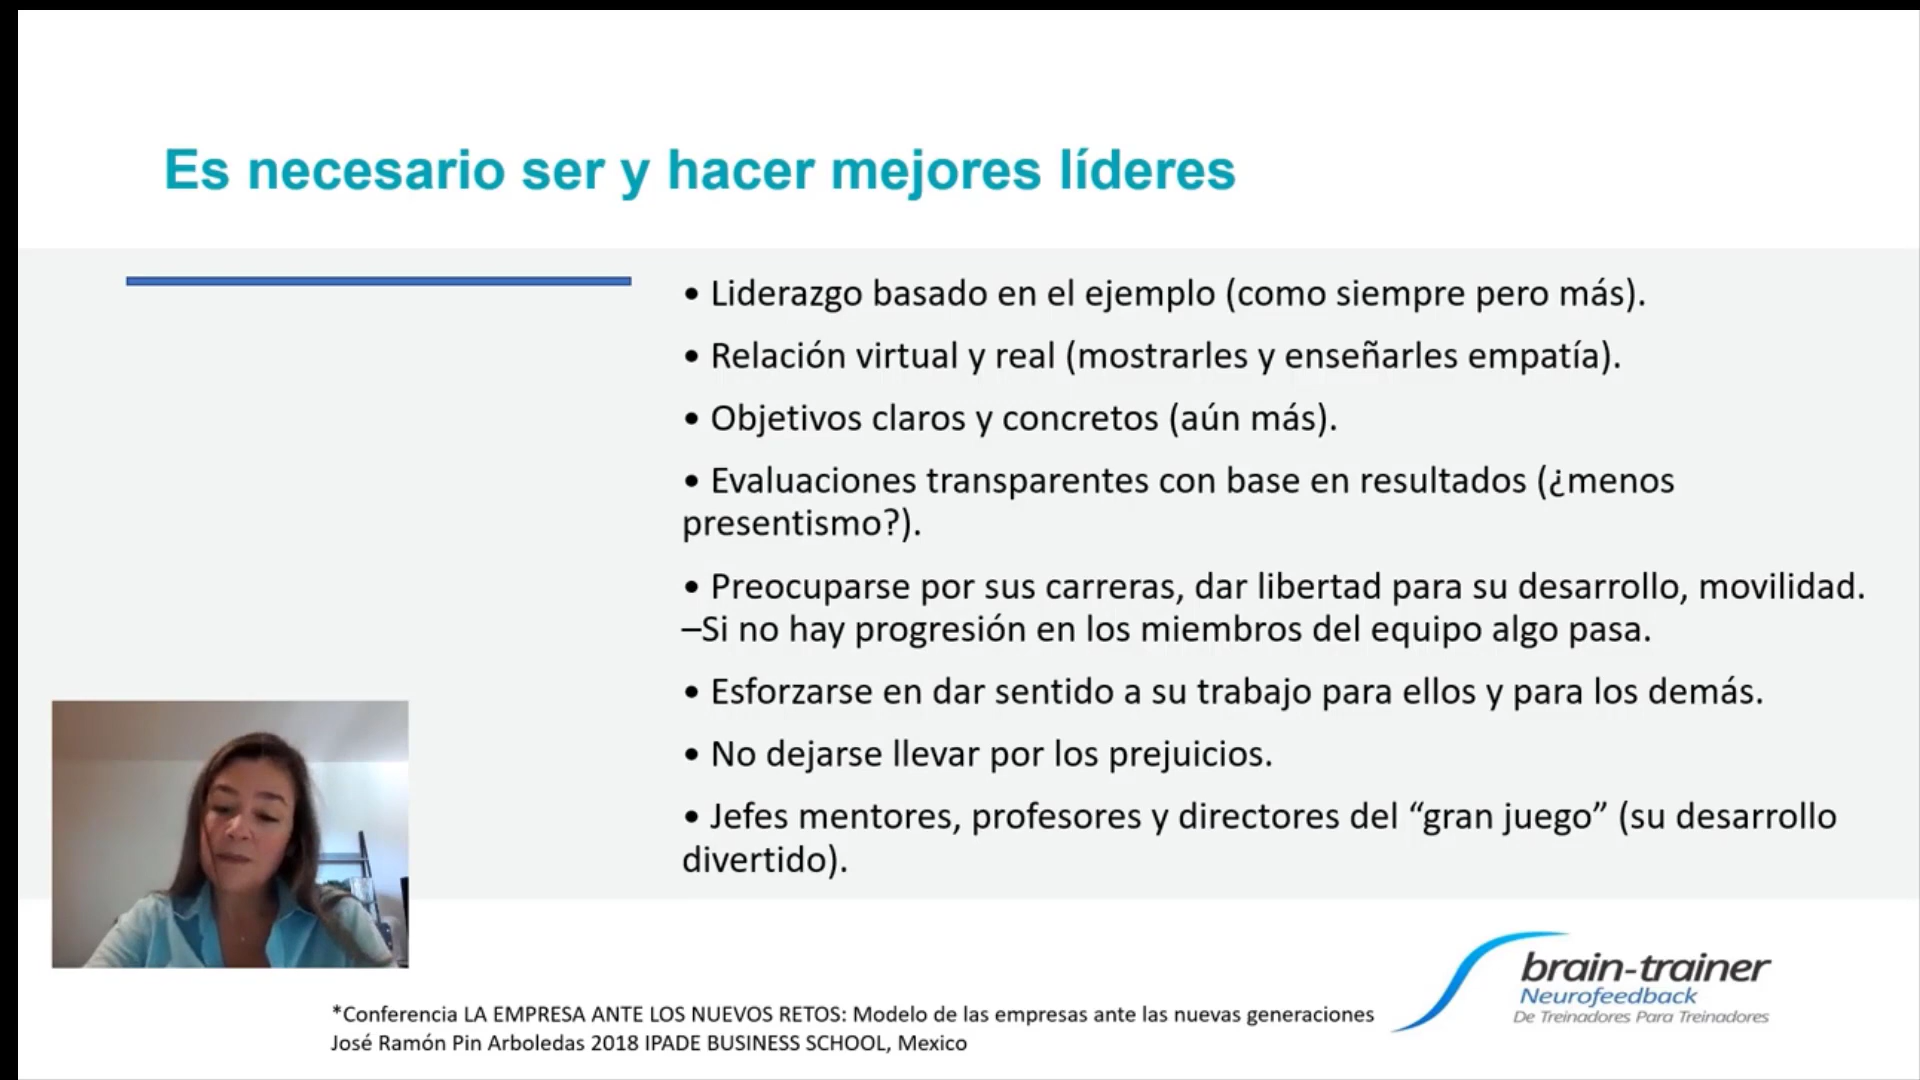 Es necesario ser y hacer mejores líderes
• Liderazgo basado en el ejemplo (como siempre pero más).
• Relación virtual y real (mostrarles y enseñarles empatía).
• Objetivos claros y concretos (aún más).
• Evaluaciones transparentes con base en resultados (¿menos
presentismo?).
• Preocuparse por sus carreras, dar libertad para su desarrollo, movilidad.
–Si no hay progresión en los miembros del equipo algo pasa.
• Esforzarse en dar sentido a su trabajo para ellos y para los demás.
• No dejarse llevar por los prejuicios.
• Jefes mentores, profesores y directores del “gran juego” (su desarrollo
divertido).
brain-trainer
Neurofeedback
De Treinadores Para Treinadores
*Conferencia LA EMPRESA ANTE LOS NUEVOS RETOS: Modelo de las empresas ante las nuevas generaciones
José Ramón Pin Arboledas 2018 IPADE BUSINESS SCHOOL, Mexico